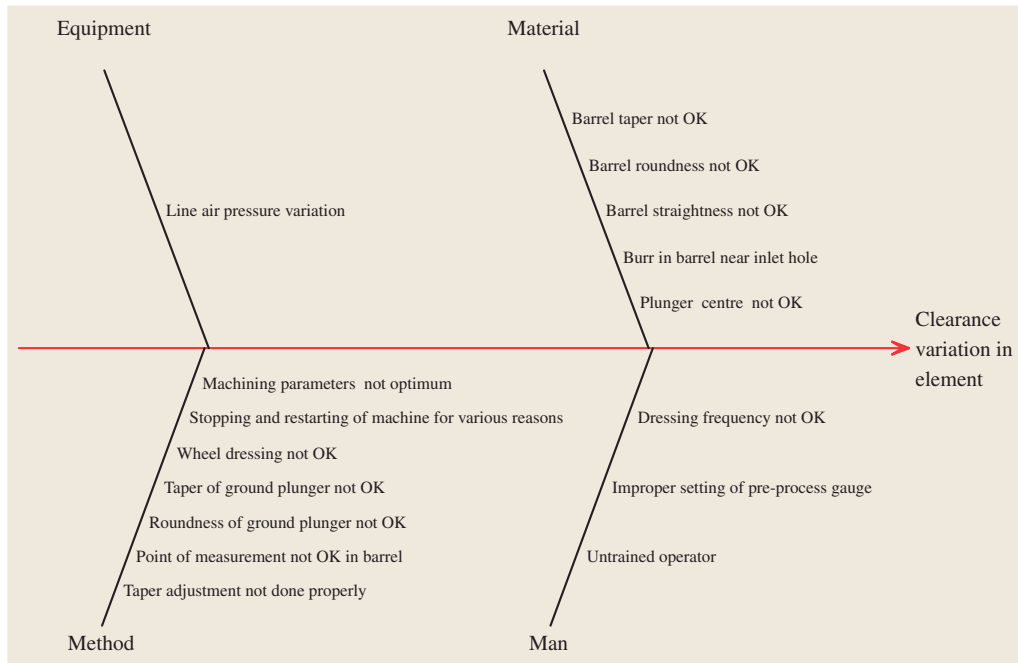 Equipment
Material
Barrel taper not OK
Barrel roundness not OK
Line air pressure variation
Barrel straightness not OK
Burr in barrel near inlet hole
Plunger centre not OK
Clearance
variation in
element
Machining parameters not optimum
Stopping and restarting of machine for various reasons
Dressing frequency not OK
Wheel dressing not OK
Taper of ground plunger not OK
Improper setting of pre-process gauge
Roundness of ground plunger not OK
Point of measurement not OK in barrel
Untrained operator
Taper adjustment not done properly
Method
Man